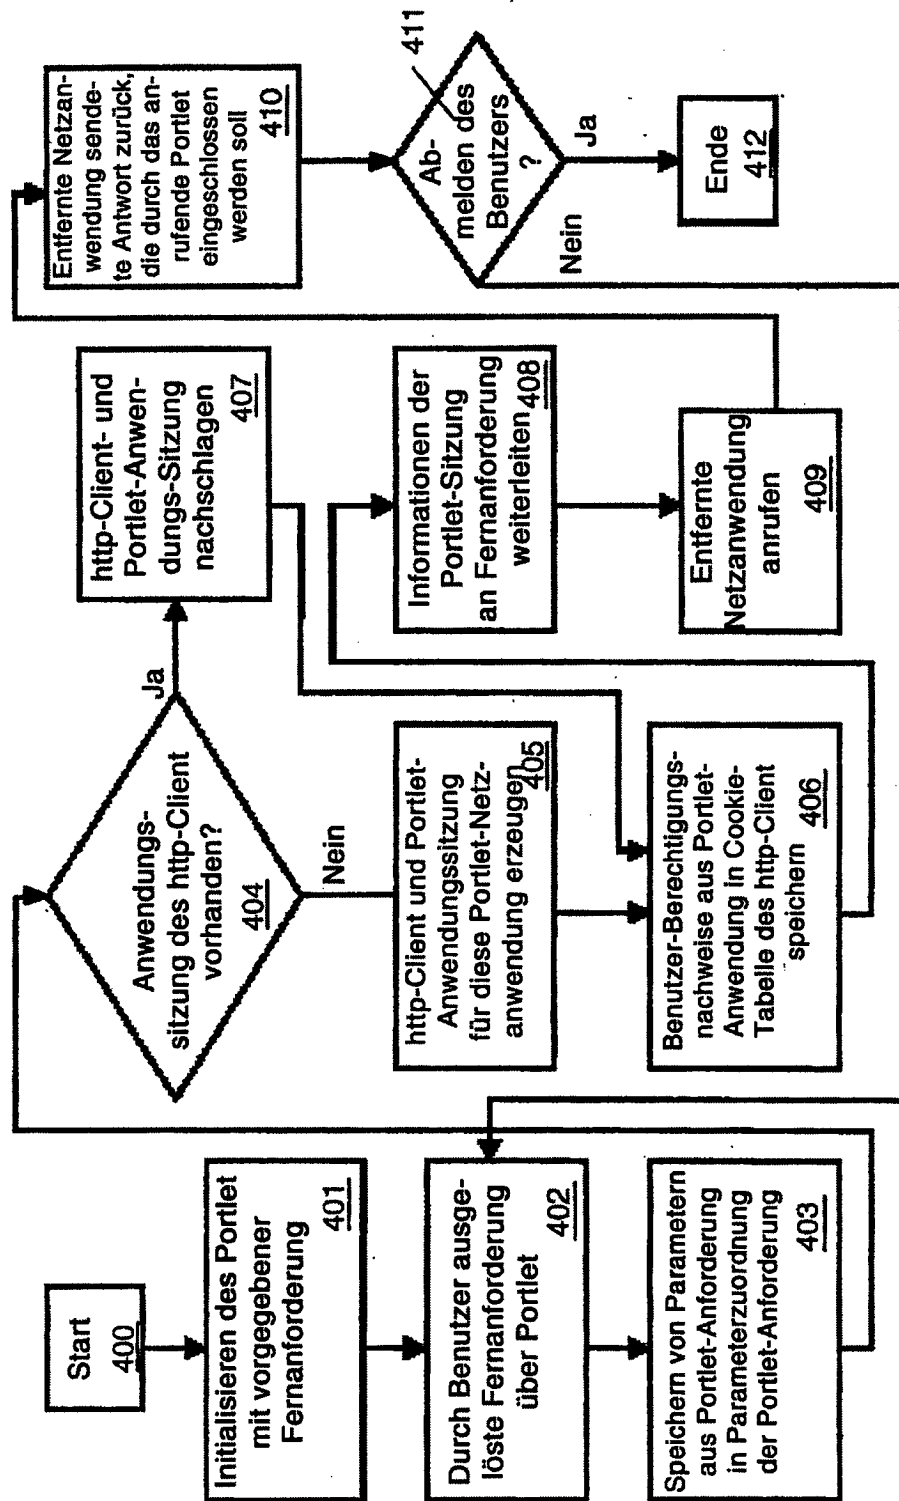 Start
400
Initialisieren des Portlet
mit vorgegebener
Fernanforderung
401
Durch Benutzer ausge-
löste Fernanforderung
über Portlet
402
Speichern von Parametern
aus Portlet-Anforderung
in Parameterzuordnung
der Portlet-Anforderung
403
Anwendungs-
sitzung des http-Client
vorhanden?
404
Ja
Nein
http-Client und Portlet-
Anwendungssitzung
für diese Portlet-Netz-
anwendung erzeugen
405
Benutzer-Berechtigungs-
nachweise aus Portlet-
Anwendung in Cookie-
Tabelle des http-Client
speichern
406
http-Client- und
Portlet-Anwen-
dungs-Sitzung
nachschlagen
407
Informationen der
Portlet-Sitzung
an Fernanforderung
weiterleiten
408
Entfernte
Netzanwendung
anrufen
409
Entfernte Netzan-
wendung sende-
te Antwort zurück,
die durch das an-
rufende Portlet
eingeschlossen
werden soll
410
Ab-
melden des
Benutzers
?
411
Ja
Nein
Ende
412